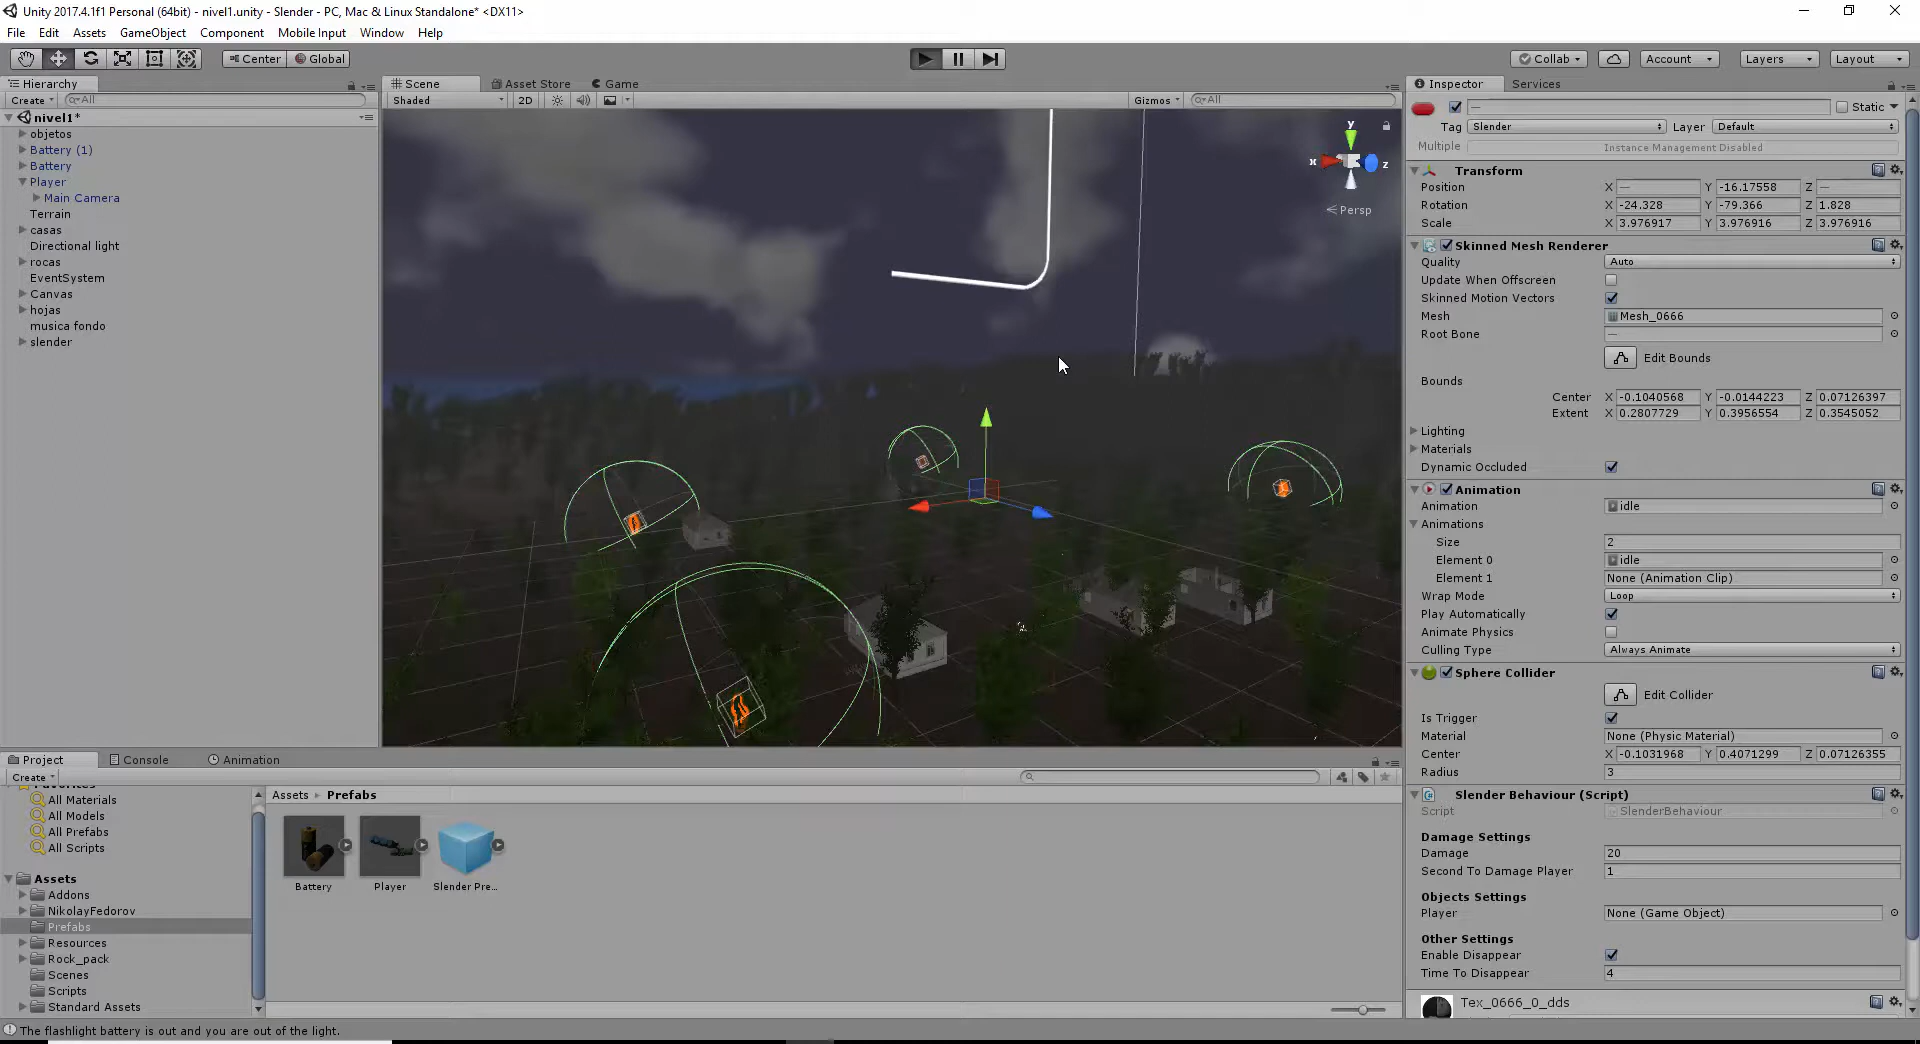 Unity 2017.4.1f1 Personal (64bit) - nivel1.unity - Slender - PC, Mac & Linux Standalone* <DX11>
File Edit Assets GameObject Component Mobile Input Window Help
Center Global Collab Account Layers Layout
Hierarchy
Create All
nivel1*
objetos
Battery (1)
Battery
Player
Main Camera
Terrain
casas
Directional light
rocas
EventSystem
Canvas
hojas
musica fondo
slender
Scene Asset Store Game
Shaded 2D Gizmos All
y
x z
Persp
Inspector Services
— Static
Tag Slender Layer Default
Multiple Instance Management Disabled
Transform
Position X — Y -16.17558 Z —
Rotation X -24.328 Y -79.366 Z 1.828
Scale X 3.976917 Y 3.976916 Z 3.976916
Skinned Mesh Renderer
Quality Auto
Update When Offscreen
Skinned Motion Vectors
Mesh Mesh_0666
Root Bone —
Edit Bounds
Bounds
Center X -0.1040568 Y -0.0144223 Z 0.07126397
Extent X 0.2807729 Y 0.3956554 Z 0.3545052
Lighting
Materials
Dynamic Occluded
Animation
Animation idle
Animations
Size 2
Element 0 idle
Element 1 None (Animation Clip)
Wrap Mode Loop
Play Automatically
Animate Physics
Culling Type Always Animate
Sphere Collider
Edit Collider
Is Trigger
Material None (Physic Material)
Center X -0.1031968 Y 0.4071299 Z 0.07126355
Radius 3
Slender Behaviour (Script)
Script SlenderBehaviour
Damage Settings
Damage 20
Second To Damage Player 1
Objects Settings
Player None (Game Object)
Other Settings
Enable Disappear
Time To Disappear 4
Tex_0666_0_dds
Project Console Animation
Create
Favorites
All Materials
All Models
All Prefabs
All Scripts
Assets
Addons
NikolayFedorov
Prefabs
Resources
Rock_pack
Scenes
Scripts
Standard Assets
Assets Prefabs
Battery Player Slender Pre...
The flashlight battery is out and you are out of the light.